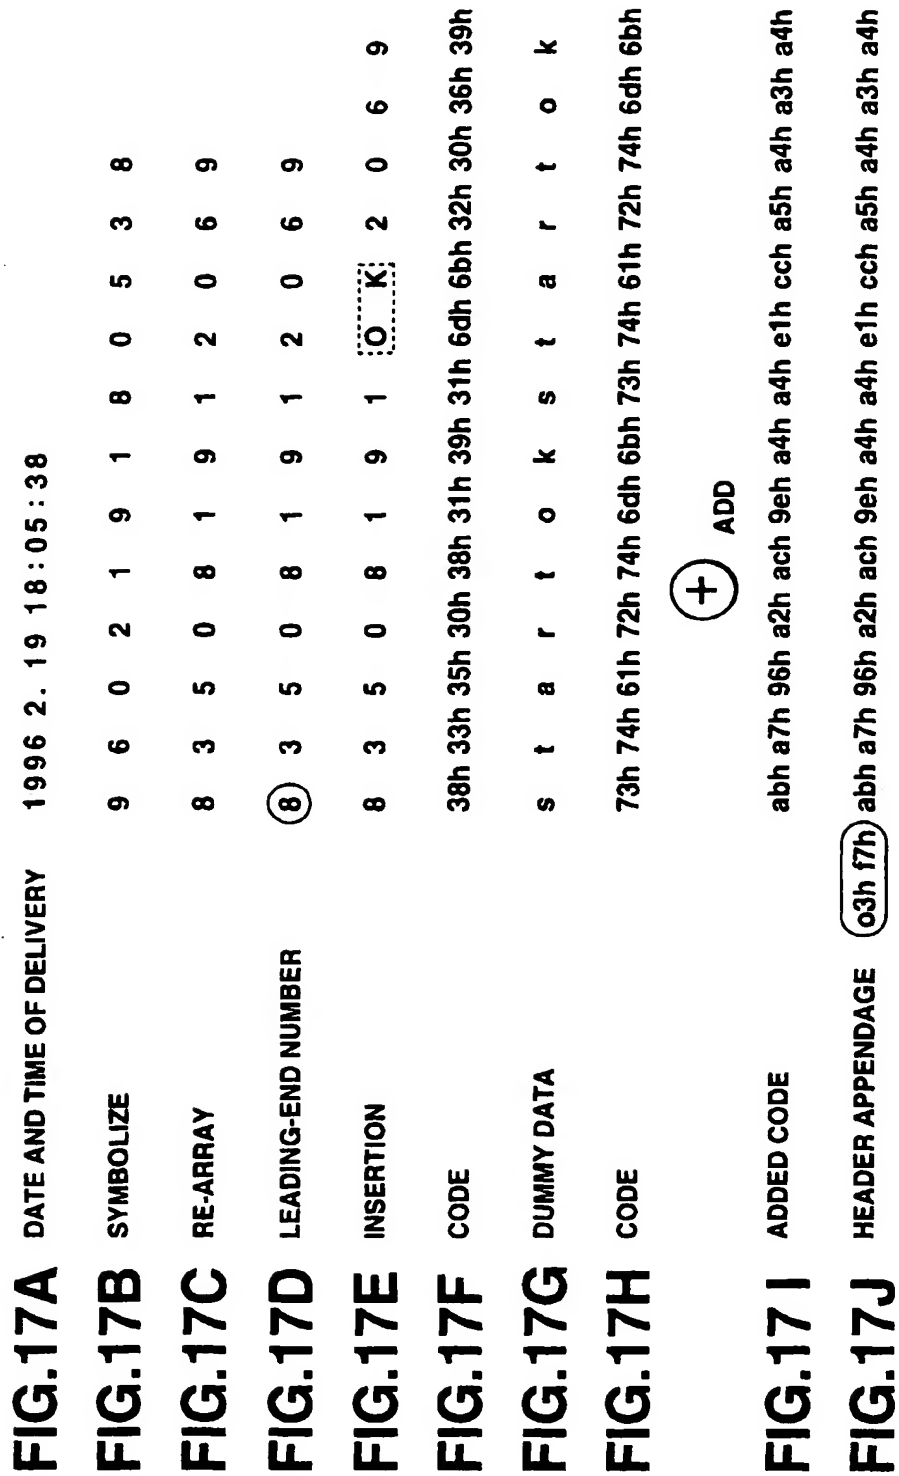 FIG.17A DATE AND TIME OF DELIVERY 1996 2. 19 18:05:38
FIG.17B SYMBOLIZE 9 6 0 2 1 9 1 8 0 5 3 8
FIG.17C RE-ARRAY 8 3 5 0 8 1 9 1 2 0 6 9
FIG.17D LEADING-END NUMBER 8 3 5 0 8 1 9 1 2 0 6 9
FIG.17E INSERTION 8 3 5 0 8 1 9 1 O K 2 0 6 9
FIG.17F CODE 38h 33h 35h 30h 38h 31h 39h 31h 6dh 6bh 32h 30h 36h 39h
FIG.17G DUMMY DATA s t a r t o k s t a r t o k
FIG.17H CODE 73h 74h 61h 72h 74h 6dh 6bh 73h 74h 61h 72h 74h 6dh 6bh
+ ADD
FIG.17I ADDED CODE abh a7h 96h a2h ach 9eh a4h a4h e1h cch a5h a4h a3h a4h
FIG.17J HEADER APPENDAGE o3h f7h abh a7h 96h a2h ach 9eh a4h a4h e1h cch a5h a4h a3h a4h